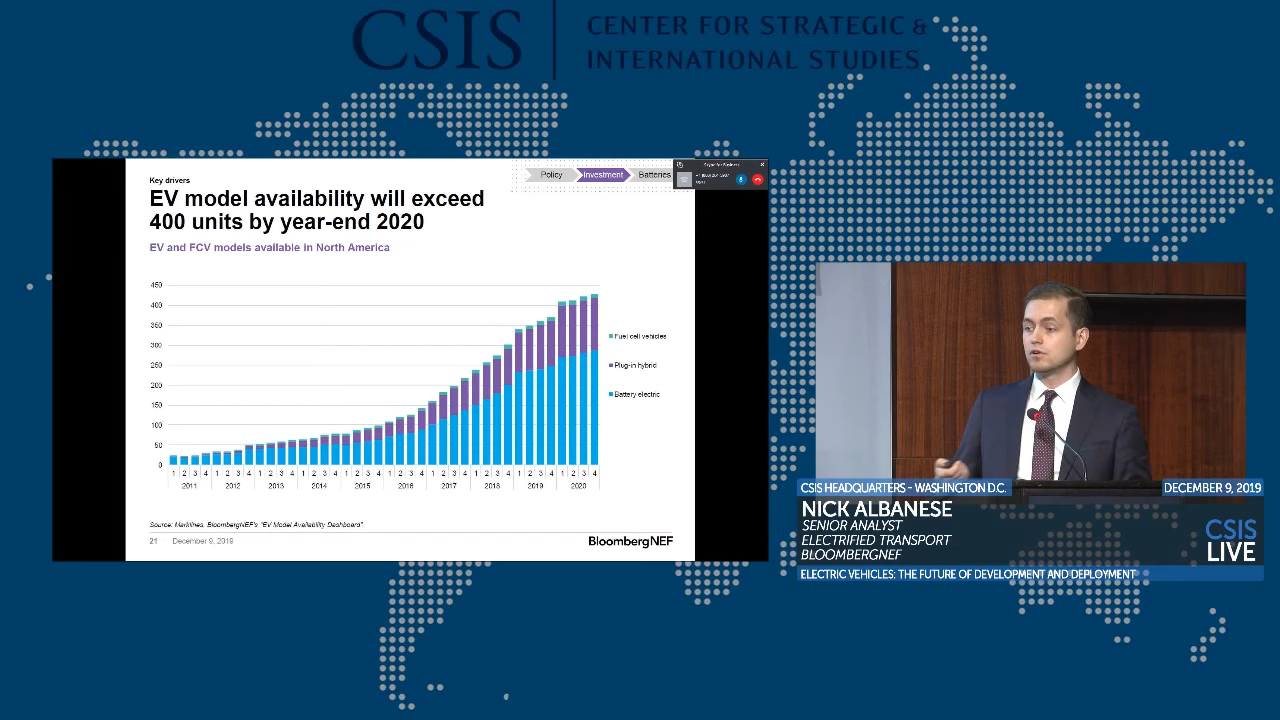 CSIS
CENTER FOR STRATEGIC &
INTERNATIONAL STUDIES
Key drivers
EV model availability will exceed
400 units by year-end 2020
EV and FCV models available in North America
Policy
Investment
Batteries
Skype for Business
450
400
350
300
250
200
150
100
50
0
1 2 3 4 1 2 3 4 1 2 3 4 1 2 3 4 1 2 3 4 1 2 3 4 1 2 3 4 1 2 3 4 1 2 3 4 1 2 3 4
2011 2012 2013 2014 2015 2016 2017 2018 2019 2020
Fuel cell vehicles
Plug-in hybrid
Battery electric
Source: Marklines, BloombergNEF's "EV Model Availability Dashboard"
21 December 9, 2019
BloombergNEF
CSIS HEADQUARTERS - WASHINGTON D.C.
DECEMBER 9, 2019
NICK ALBANESE
SENIOR ANALYST
ELECTRIFIED TRANSPORT
BLOOMBERGNEF
CSIS
LIVE
ELECTRIC VEHICLES: THE FUTURE OF DEVELOPMENT AND DEPLOYMENT